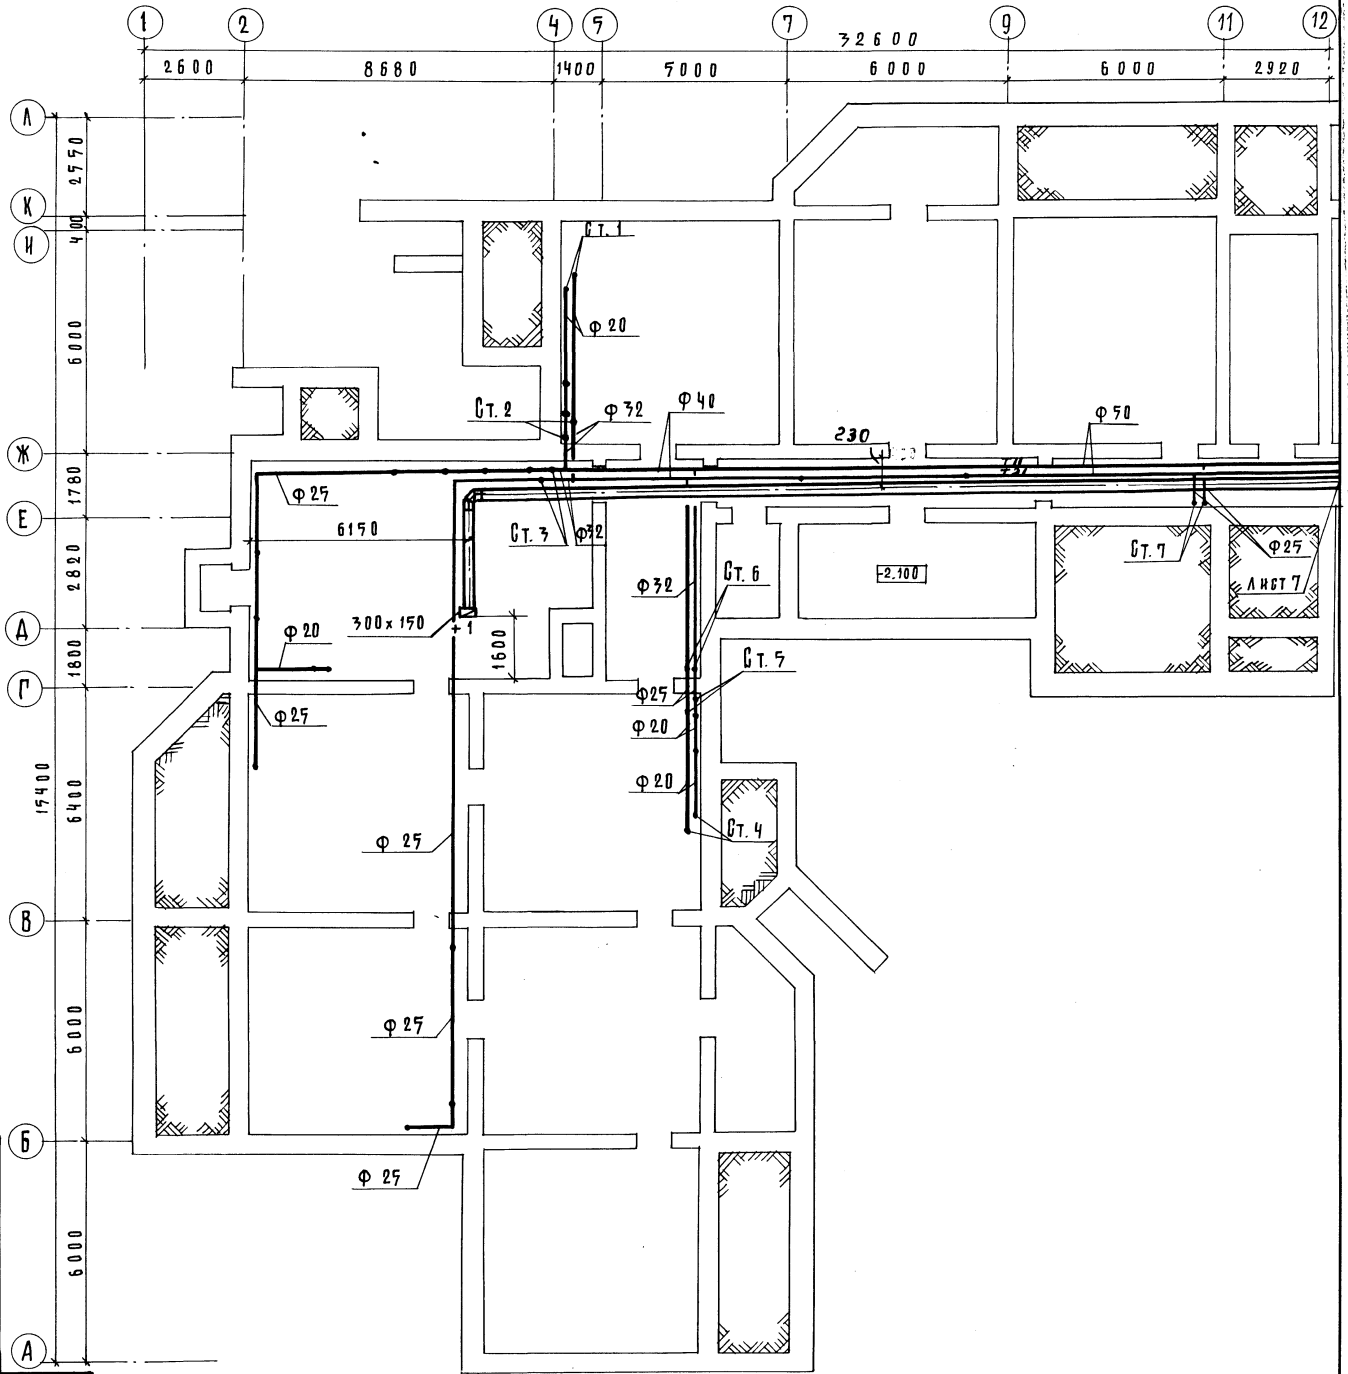 1 2 4 5 7 9 11 12
32600
2600 8680 1400 5000 6000 6000 2920
Л
2550
К
400
И
Ст.1
6000
ф 20
Ст.2
ф 32
ф 40
ф 50
230
Ж
1780
ф 25
Е
6150
Ст. 3
ф32
Ст. 7
ф25
Лист 7
2820
-2.100
Ст. 6
ф32
300х150
+1
Д
ф 20
1600
1800
Ст. 5
Г
ф25
ф 25
ф20
15400
6400
ф 20
Ст. 4
ф 25
В
6000
ф 25
Б
ф 25
6000
А